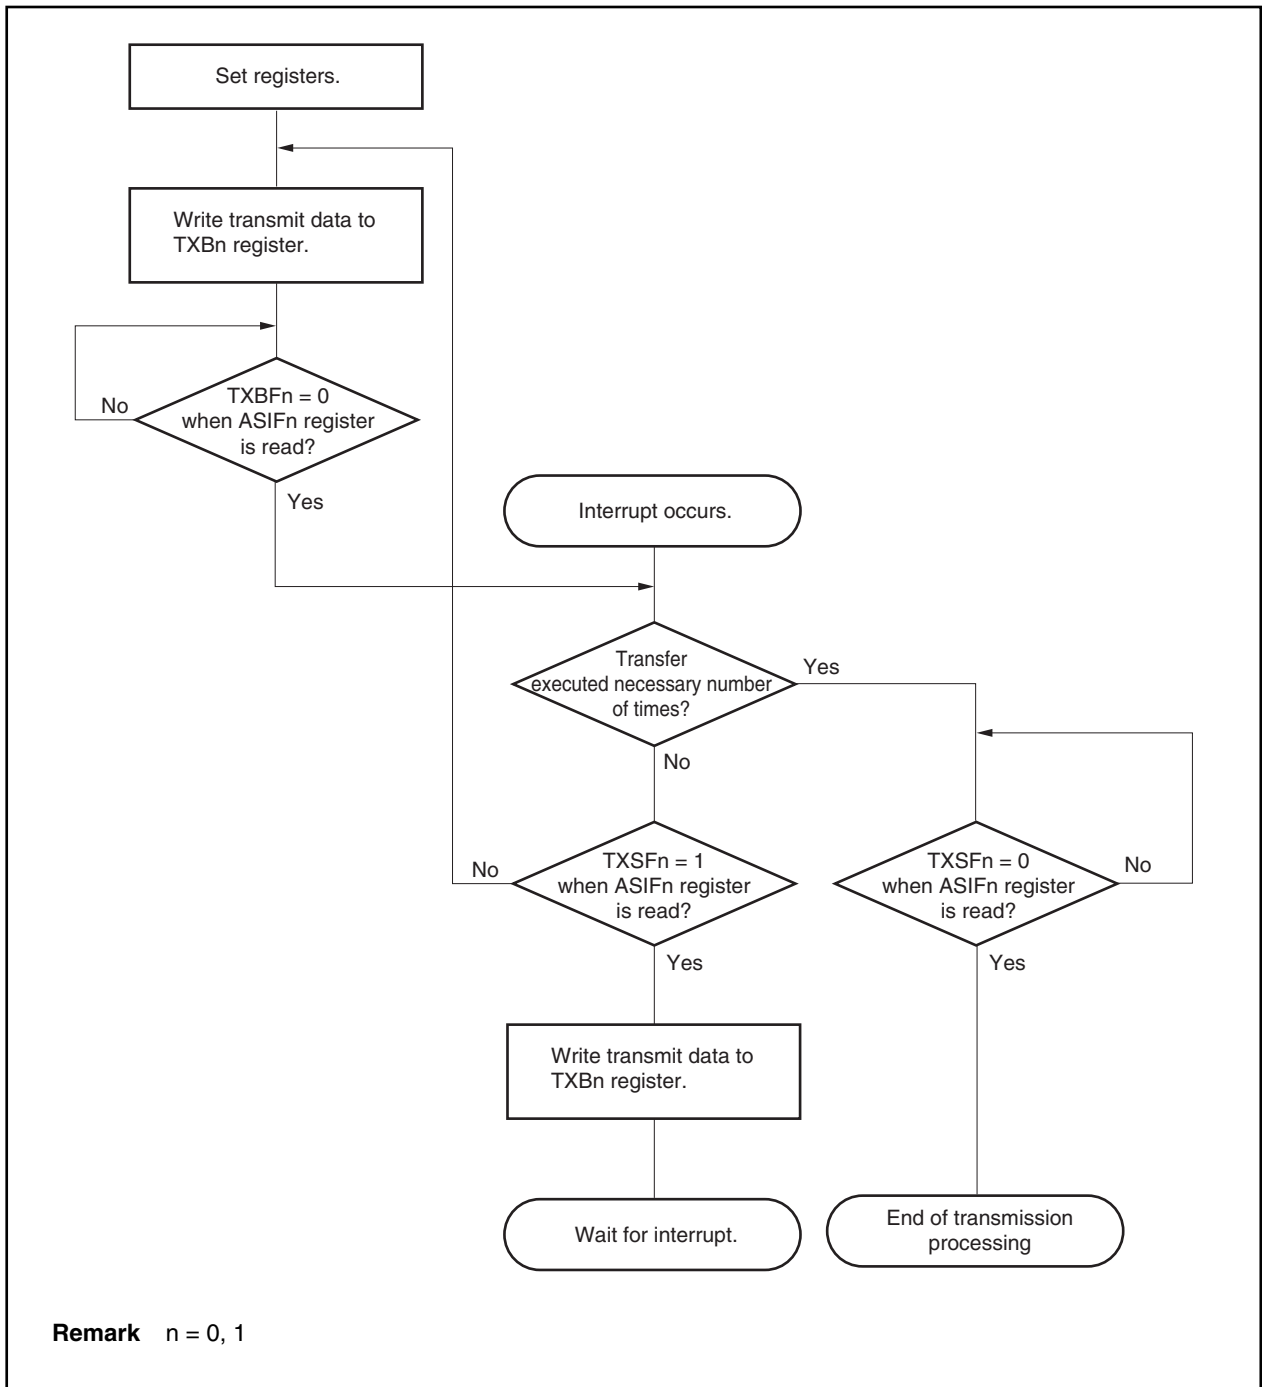 Set registers.
Write transmit data to
TXBn register.
TXBFn = 0
when ASIFn register
is read?
No
Yes
Interrupt occurs.
Transfer
executed necessary number
of times?
Yes
No
TXSFn = 1
when ASIFn register
is read?
No
Yes
TXSFn = 0
when ASIFn register
is read?
No
Yes
Write transmit data to
TXBn register.
Wait for interrupt.
End of transmission
processing
Remark n = 0, 1